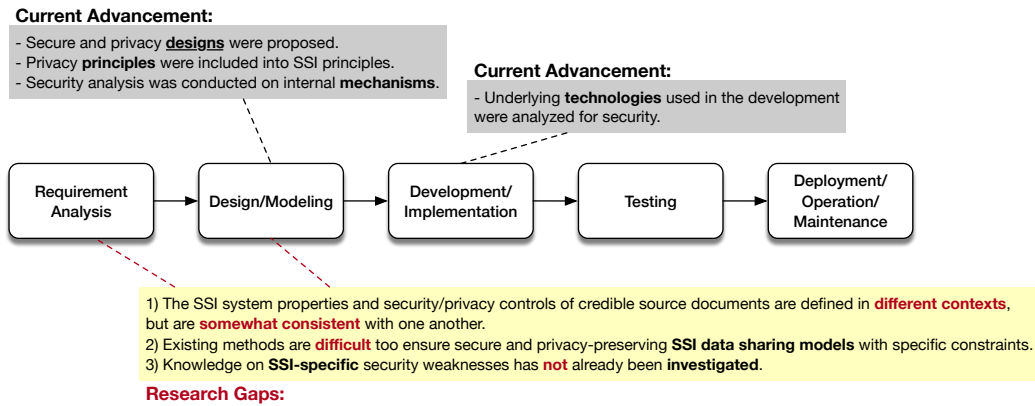 Current Advancement:
- Secure and privacy designs were proposed.
- Privacy principles were included into SSI principles.
- Security analysis was conducted on internal mechanisms.
Current Advancement:
- Underlying technologies used in the development
were analyzed for security.
Requirement
Analysis
Design/Modeling
Development/
Implementation
Testing
Deployment/
Operation/
Maintenance
1) The SSI system properties and security/privacy controls of credible source documents are defined in different contexts,
but are somewhat consistent with one another.
2) Existing methods are difficult too ensure secure and privacy-preserving SSI data sharing models with specific constraints.
3) Knowledge on SSI-specific security weaknesses has not already been investigated.
Research Gaps: